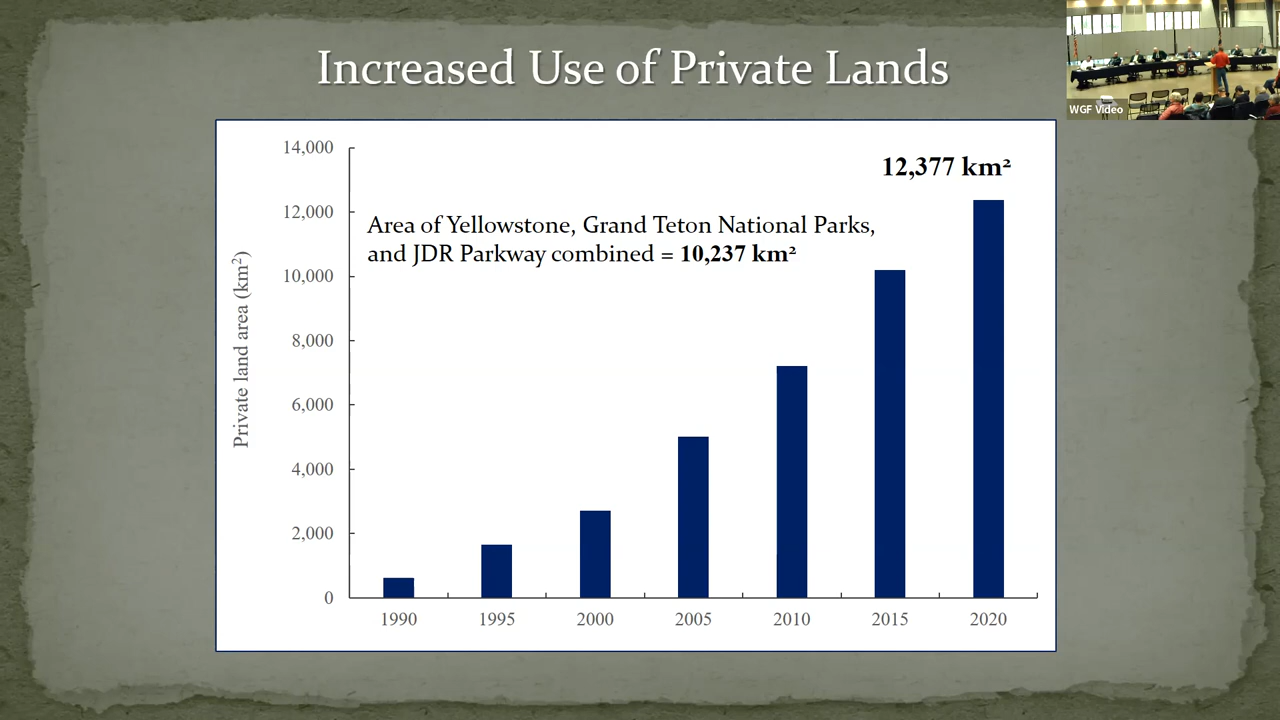 Increased Use of Private Lands
WGF Video
14,000
12,377 km²
12,000
Area of Yellowstone, Grand Teton National Parks,
and JDR Parkway combined = 10,237 km²
10,000
8,000
6,000
4,000
2,000
0
Private land area (km²)
1990 1995 2000 2005 2010 2015 2020